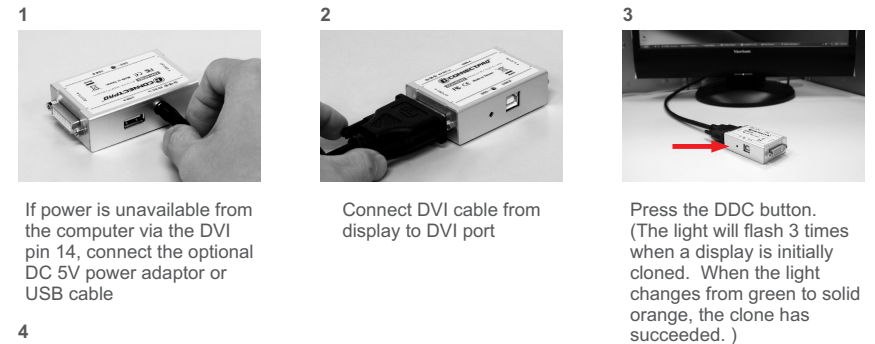 1
2
3
CONNECTPRO
CONNECTPRO
If power is unavailable from
the computer via the DVI
pin 14, connect the optional
DC 5V power adaptor or
USB cable
Connect DVI cable from
display to DVI port
Press the DDC button.
(The light will flash 3 times
when a display is initially
cloned. When the light
changes from green to solid
orange, the clone has
succeeded. )
4